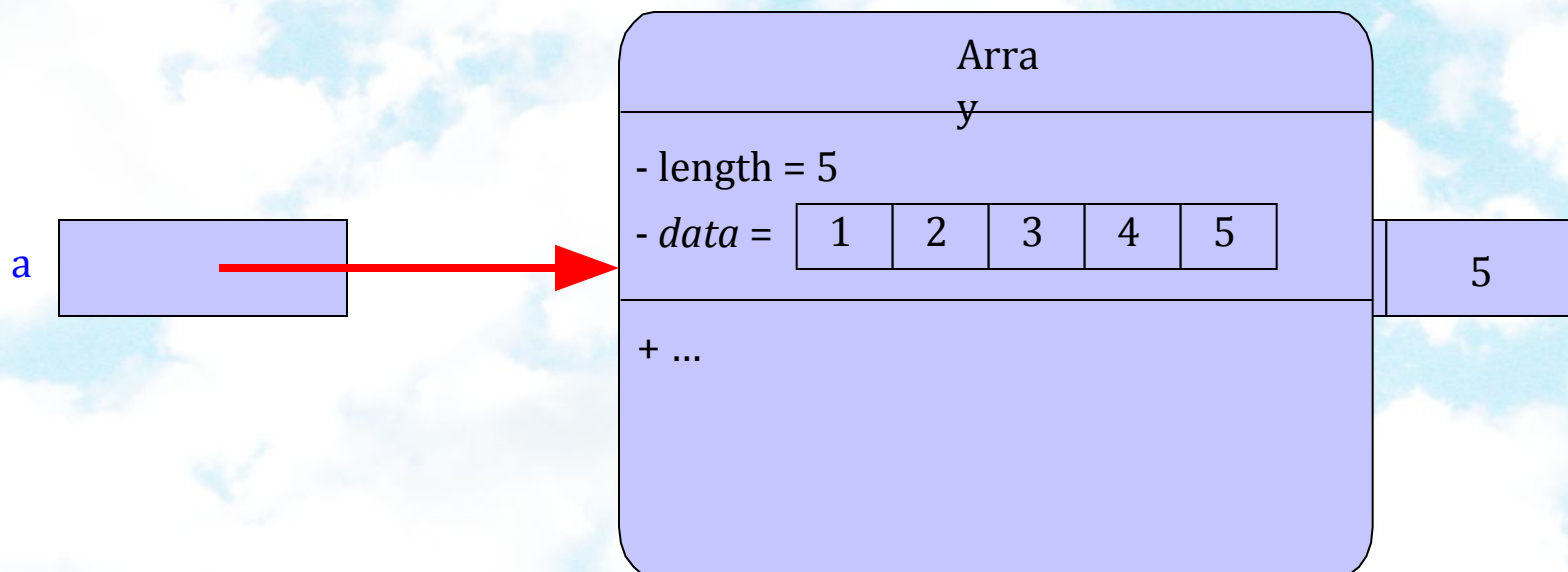 Arra
y
- length = 5
- data = 1 2 3 4 5
a
5
+ ...